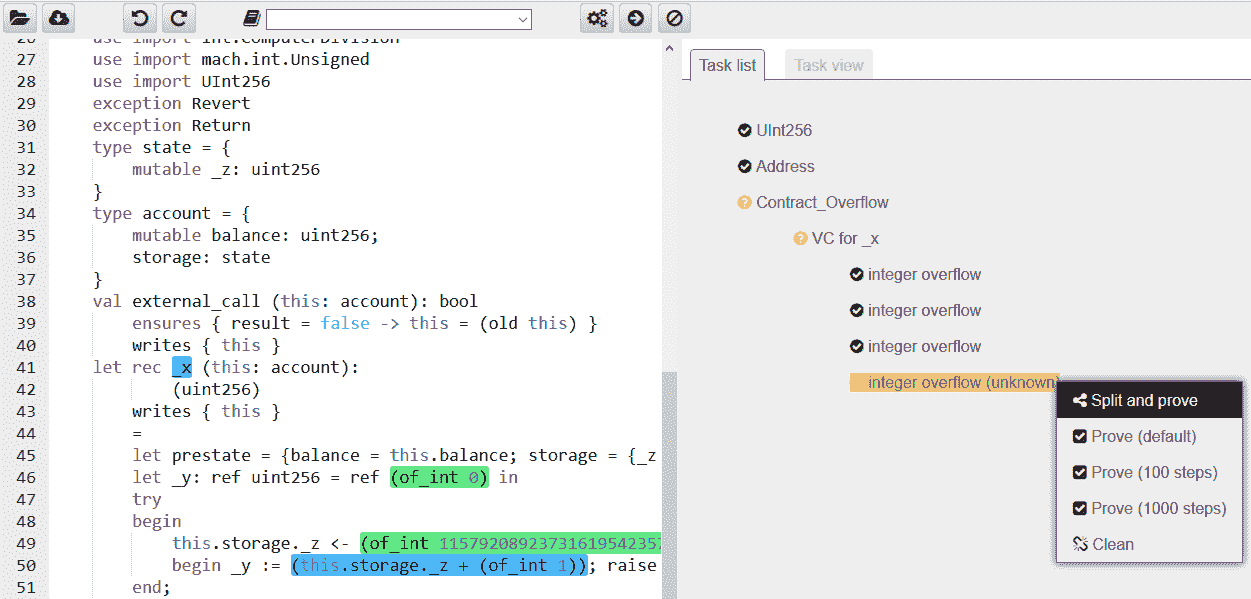 26 use import int.ComputerDivision
27 use import mach.int.Unsigned
28 use import UInt256
29 exception Revert
30 exception Return
31 type state = {
32 mutable _z: uint256
33 }
34 type account = {
35 mutable balance: uint256;
36 storage: state
37 }
38 val external_call (this: account): bool
39 ensures { result = false -> this = (old this) }
40 writes { this }
41 let rec _x (this: account):
42 (uint256)
43 writes { this }
44 =
45 let prestate = {balance = this.balance; storage = {_z
46 let _y: ref uint256 = ref (of_int 0) in
47 try
48 begin
49 this.storage._z <- (of_int 1157920892373161954235
50 begin _y := (this.storage._z + (of_int 1)); raise
51 end;
Task list
Task view
UInt256
Address
? Contract_Overflow
? VC for _x
integer overflow
integer overflow
integer overflow
integer overflow (unknown)
Split and prove
Prove (default)
Prove (100 steps)
Prove (1000 steps)
Clean